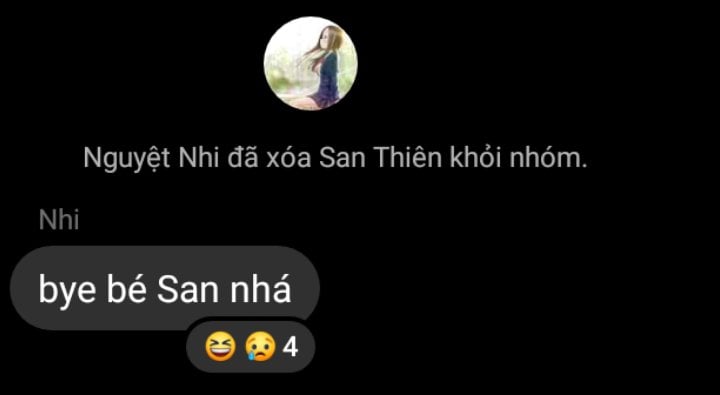 Nguyệt Nhi đã xóa San Thiên khỏi nhóm.
Nhi
bye bé San nhá
😆😢 4